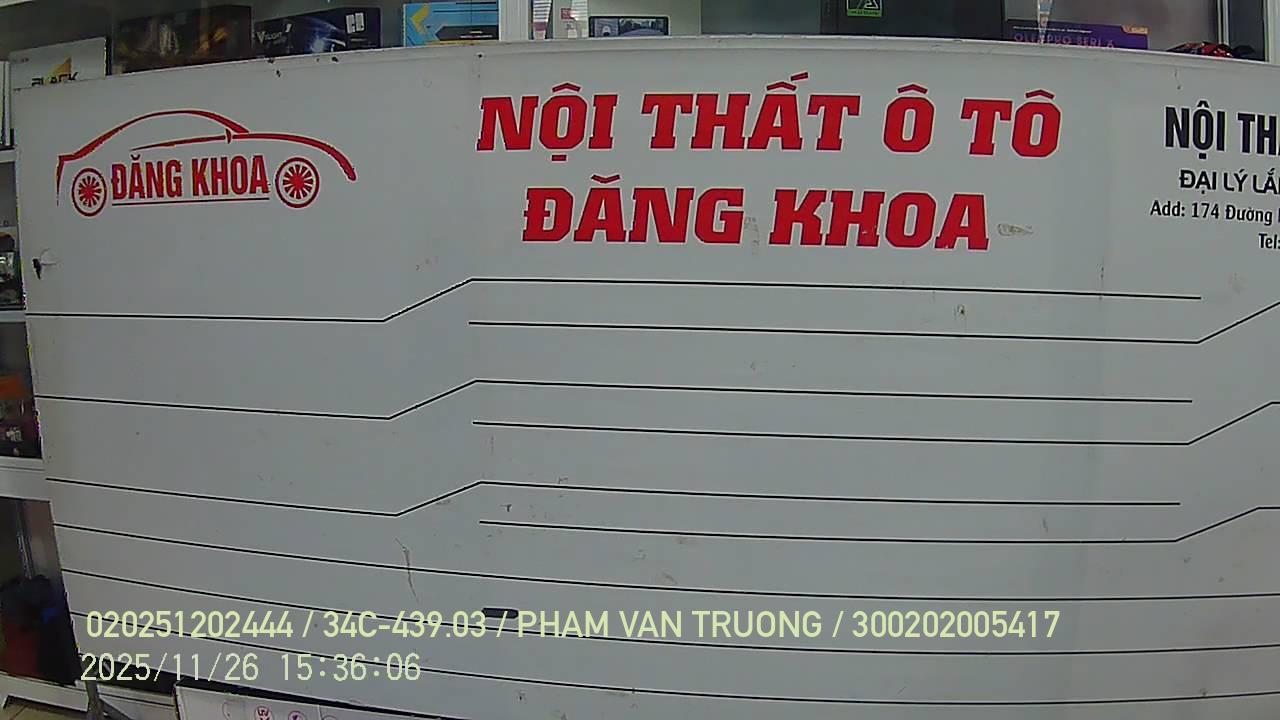 BLACK
ĐĂNG KHOA
NỘI THẤT Ô TÔ
ĐĂNG KHOA
NỘI TH
ĐẠI LÝ LẮ
Add: 174 Đường
Tel:
020251202444 / 34C-439.03 / PHAM VAN TRUONG / 300202005417
2025/11/26 15:36:06